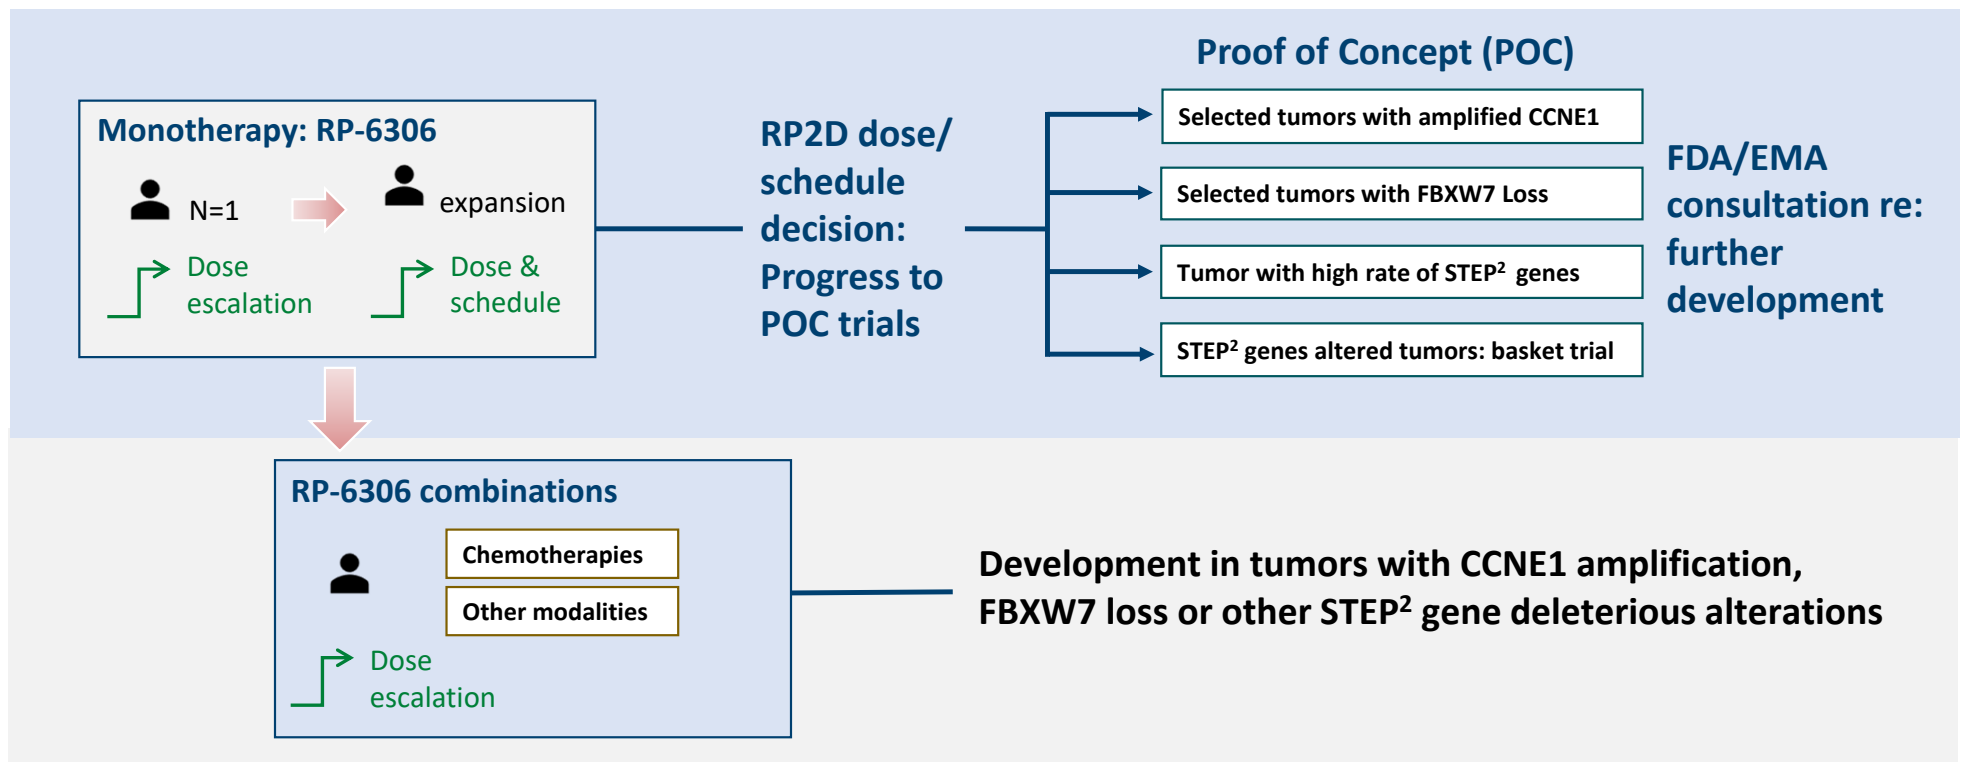 Proof of Concept (POC)
Monotherapy: RP-6306
N=1
expansion
Dose
escalation
Dose &
schedule
RP2D dose/
schedule
decision:
Progress to
POC trials
Selected tumors with amplified CCNE1
Selected tumors with FBXW7 Loss
Tumor with high rate of STEP² genes
STEP² genes altered tumors: basket trial
FDA/EMA
consultation re:
further
development
RP-6306 combinations
Chemotherapies
Other modalities
Dose
escalation
Development in tumors with CCNE1 amplification,
FBXW7 loss or other STEP² gene deleterious alterations